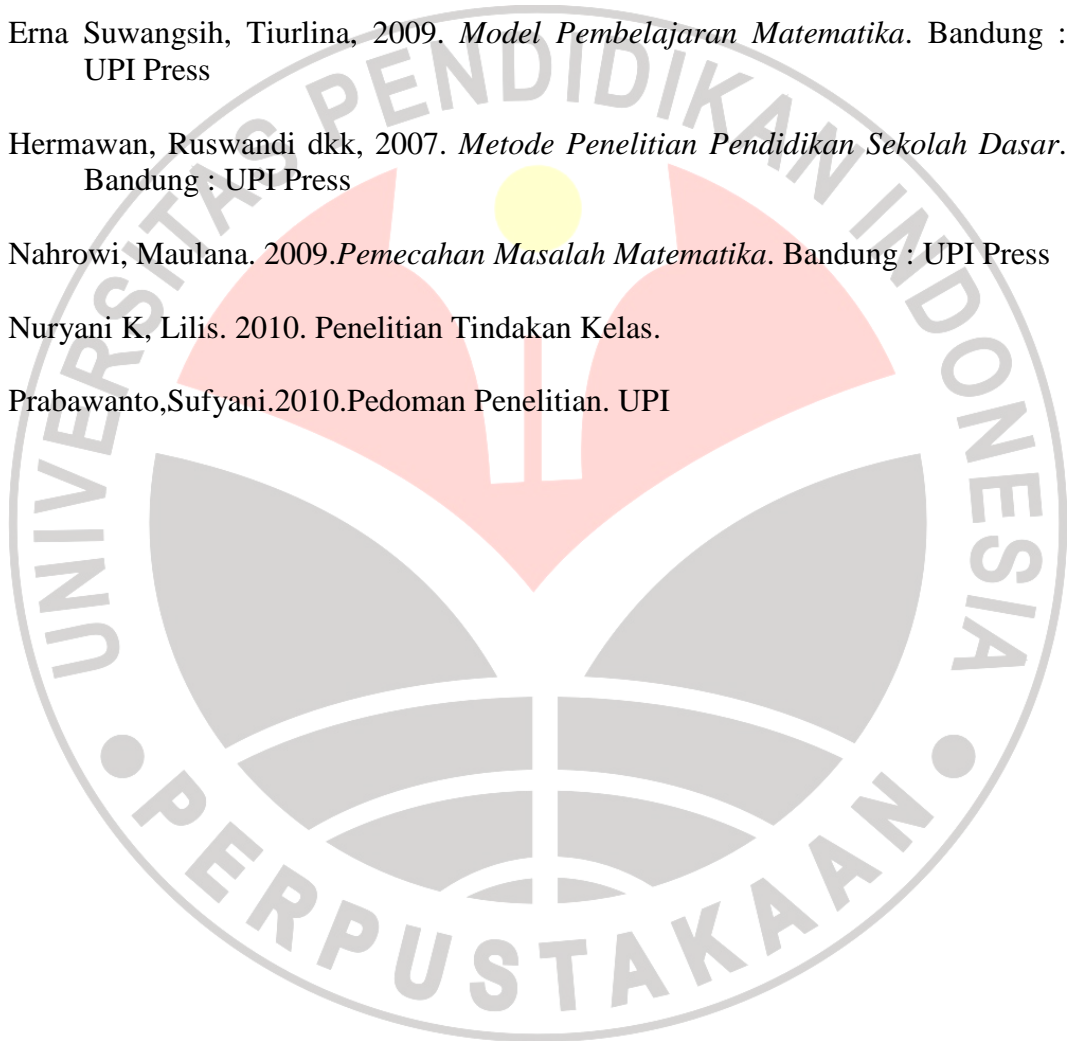 Erna Suwangsih, Tiurlina, 2009. Model Pembelajaran Matematika. Bandung :
UPI Press
Hermawan, Ruswandi dkk, 2007. Metode Penelitian Pendidikan Sekolah Dasar.
Bandung : UPI Press
Nahrowi, Maulana. 2009.Pemecahan Masalah Matematika. Bandung : UPI Press
Nuryani K, Lilis. 2010. Penelitian Tindakan Kelas.
Prabawanto,Sufyani.2010.Pedoman Penelitian. UPI
UNIVERSITAS PENDIDIKAN INDONESIA
PERPUSTAKAAN